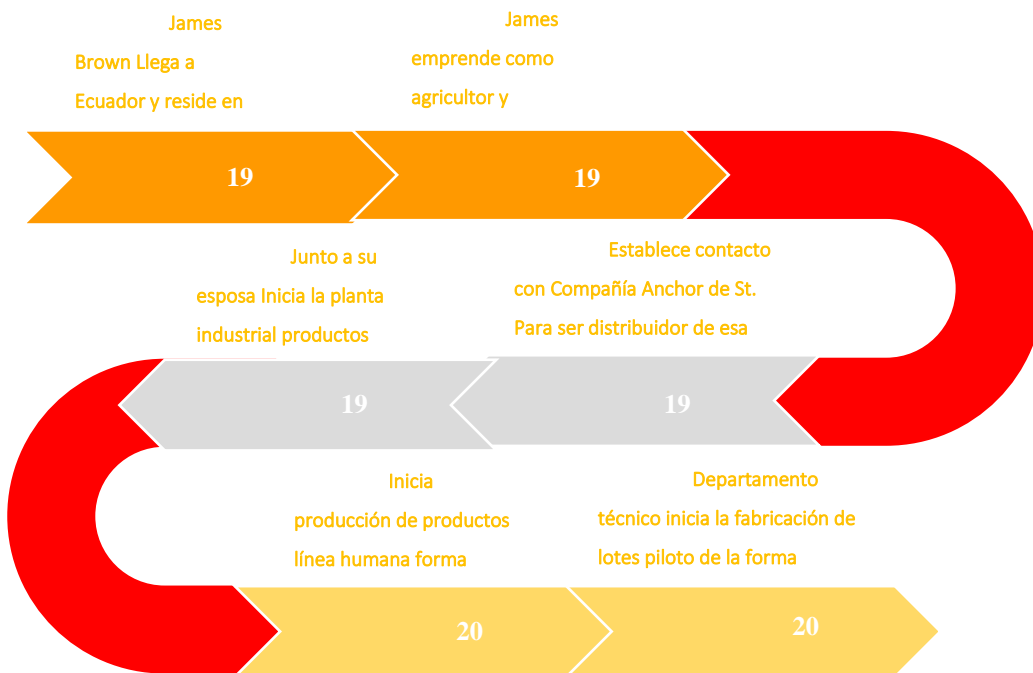 James
Brown Llega a
Ecuador y reside en
James
emprende como
agricultor y
19
19
Establece contacto
con Compañía Anchor de St.
Para ser distribuidor de esa
Junto a su
esposa Inicia la planta
industrial productos
19
19
Inicia
producción de productos
línea humana forma
Departamento
técnico inicia la fabricación de
lotes piloto de la forma
20
20